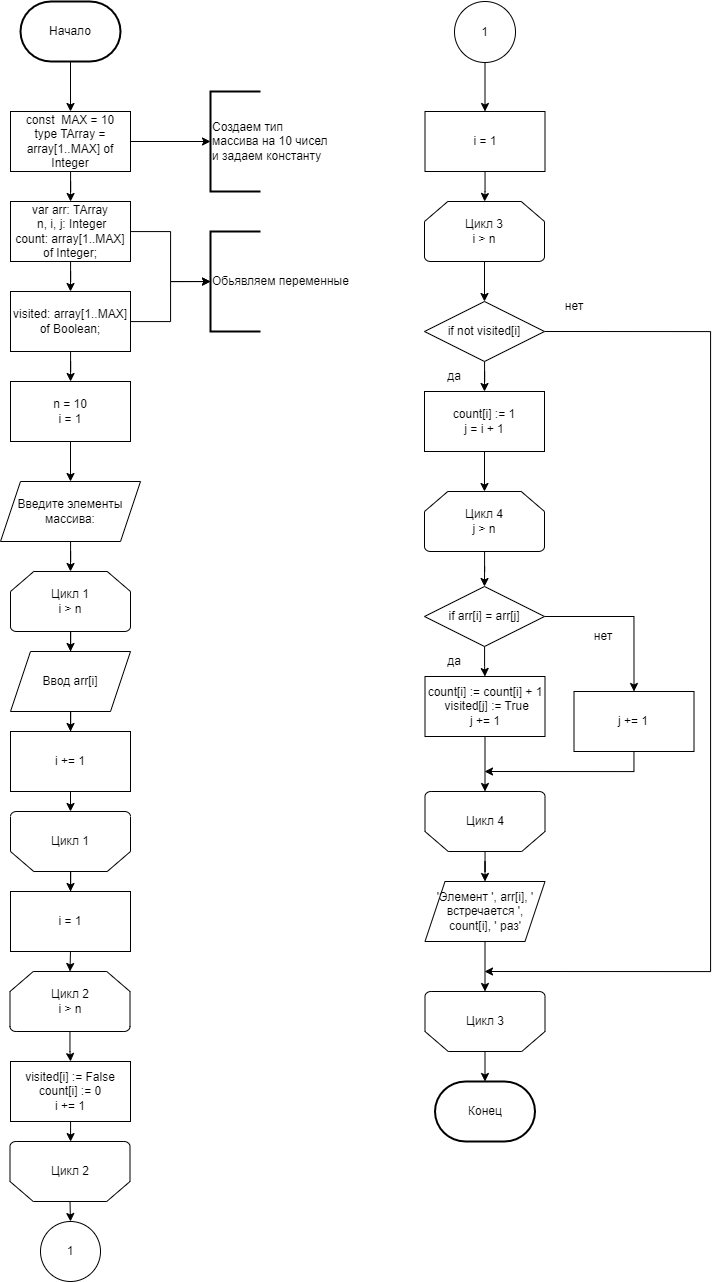 Начало
const MAX = 10
type TArray =
array[1..MAX] of
Integer
Создаем тип
массива на 10 чисел
и задаем константу
var arr: TArray
n, i, j: Integer
count: array[1..MAX]
of Integer;
Обьявляем переменные
visited: array[1..MAX]
of Boolean;
n = 10
i = 1
Введите элементы
массива:
Цикл 1
i > n
Ввод arr[i]
i += 1
Цикл 1
i = 1
Цикл 2
i > n
visited[i] := False
count[i] := 0
i += 1
Цикл 2
1
1
i = 1
Цикл 3
i > n
if not visited[i]
нет
да
count[i] := 1
j = i + 1
Цикл 4
j > n
if arr[i] = arr[j]
нет
да
count[i] := count[i] + 1
visited[j] := True
j += 1
j += 1
Цикл 4
'Элемент ', arr[i], '
встречается ',
count[i], ' раз'
Цикл 3
Конец